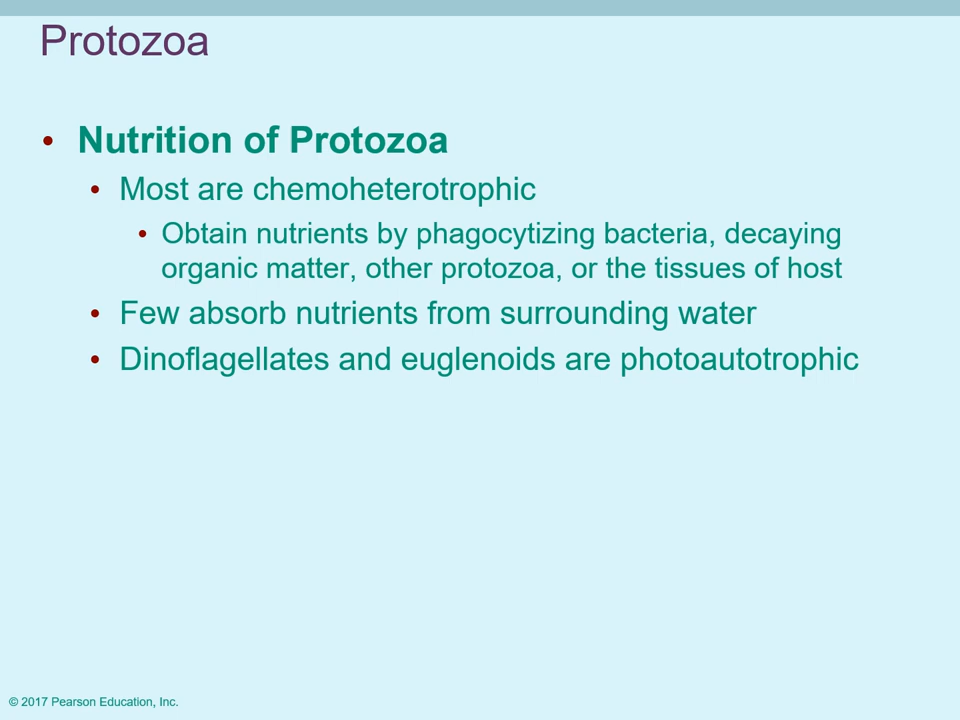 Protozoa
• Nutrition of Protozoa
• Most are chemoheterotrophic
• Obtain nutrients by phagocytizing bacteria, decaying
organic matter, other protozoa, or the tissues of host
• Few absorb nutrients from surrounding water
• Dinoflagellates and euglenoids are photoautotrophic
© 2017 Pearson Education, Inc.